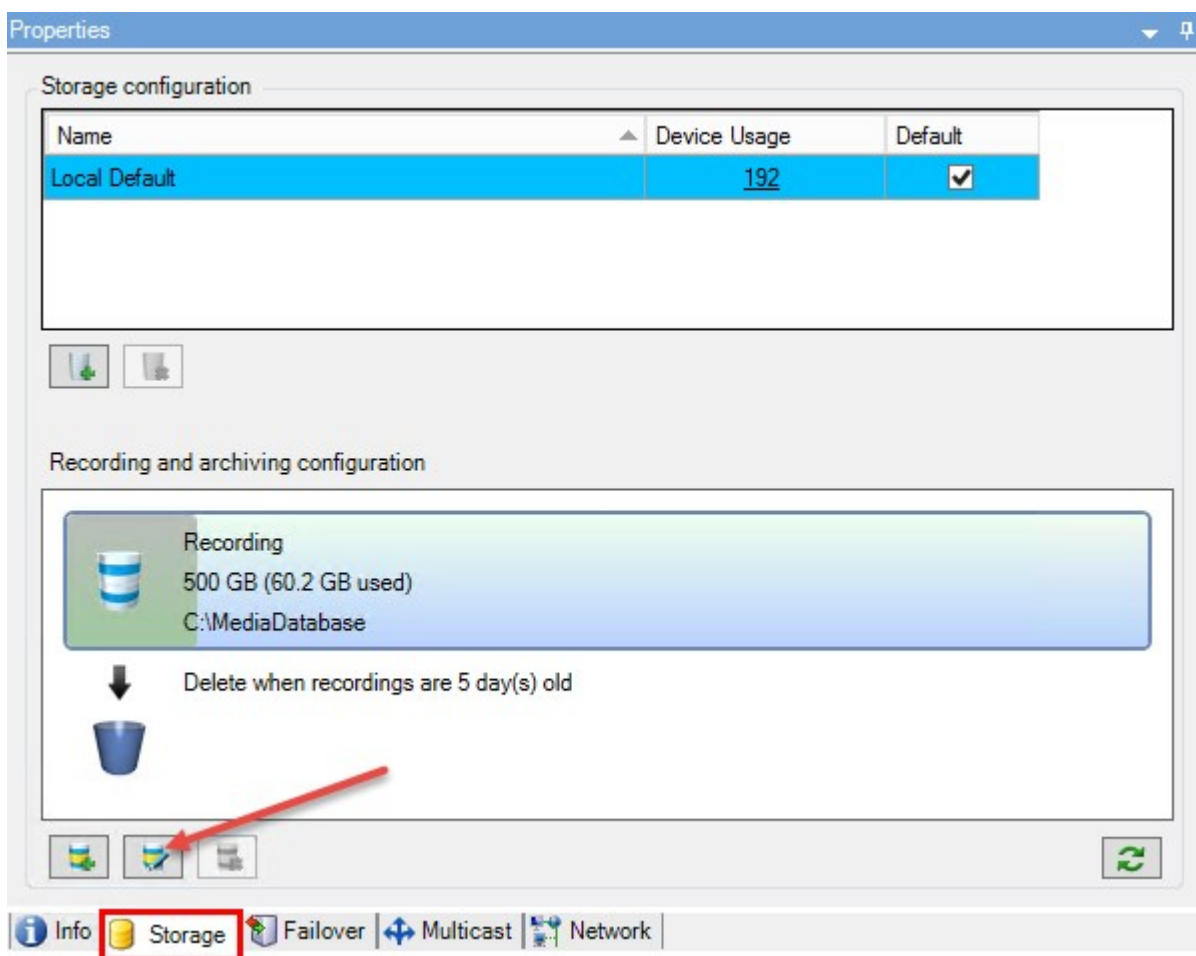 Properties
Storage configuration
Name Device Usage Default
Local Default 192
Recording and archiving configuration
Recording
500 GB (60.2 GB used)
C:\MediaDatabase
Delete when recordings are 5 day(s) old
Info Storage Failover Multicast Network